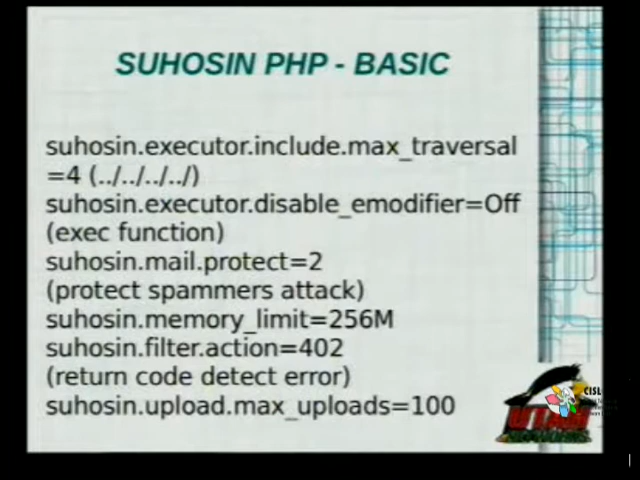 SUHOSIN PHP - BASIC
suhosin.executor.include.max_traversal
=4 (../../../../)
suhosin.executor.disable_emodifier=Off
(exec function)
suhosin.mail.protect=2
(protect spammers attack)
suhosin.memory_limit=256M
suhosin.filter.action=402
(return code detect error)
suhosin.upload.max_uploads=100
CISL